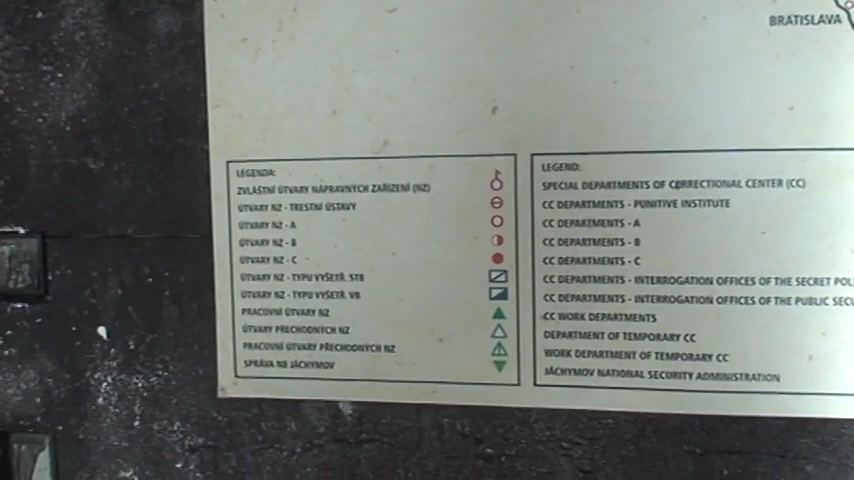 BRATISLAVA
LEGENDA:
ZVLÁŠTNÍ ÚTVARY NÁPRAVNÝCH ZAŘÍZENÍ (NZ)
ÚTVARY NZ - TRESTNÍ ÚSTAVY
ÚTVARY NZ - A
ÚTVARY NZ - B
ÚTVARY NZ - C
ÚTVARY NZ - TYPU VYŠETŘ. STB
ÚTVARY NZ - TYPU VYŠETŘ. VB
PRACOVNÍ ÚTVARY NZ
ÚTVARY PŘECHODNÝCH NZ
PRACOVNÍ ÚTVARY PŘECHODNÝCH NZ
SPRÁVA NB JÁCHYMOV
LEGEND:
SPECIAL DEPARTMENTS OF CORRECTIONAL CENTER (CC)
CC DEPARTMENTS - PUNITIVE INSTITUTE
CC DEPARTMENTS - A
CC DEPARTMENTS - B
CC DEPARTMENTS - C
CC DEPARTMENTS - INTERROGATION OFFICES OF THE SECRET POL
CC DEPARTMENTS - INTERROGATION OFFICES OF THE PUBLIC SECU
CC WORK DEPARTMENTS
DEPARTMENT OF TEMPORARY CC
WORK DEPARTMENT OF TEMPORARY CC
JÁCHYMOV NATIONAL SECURITY ADMINISTRATION